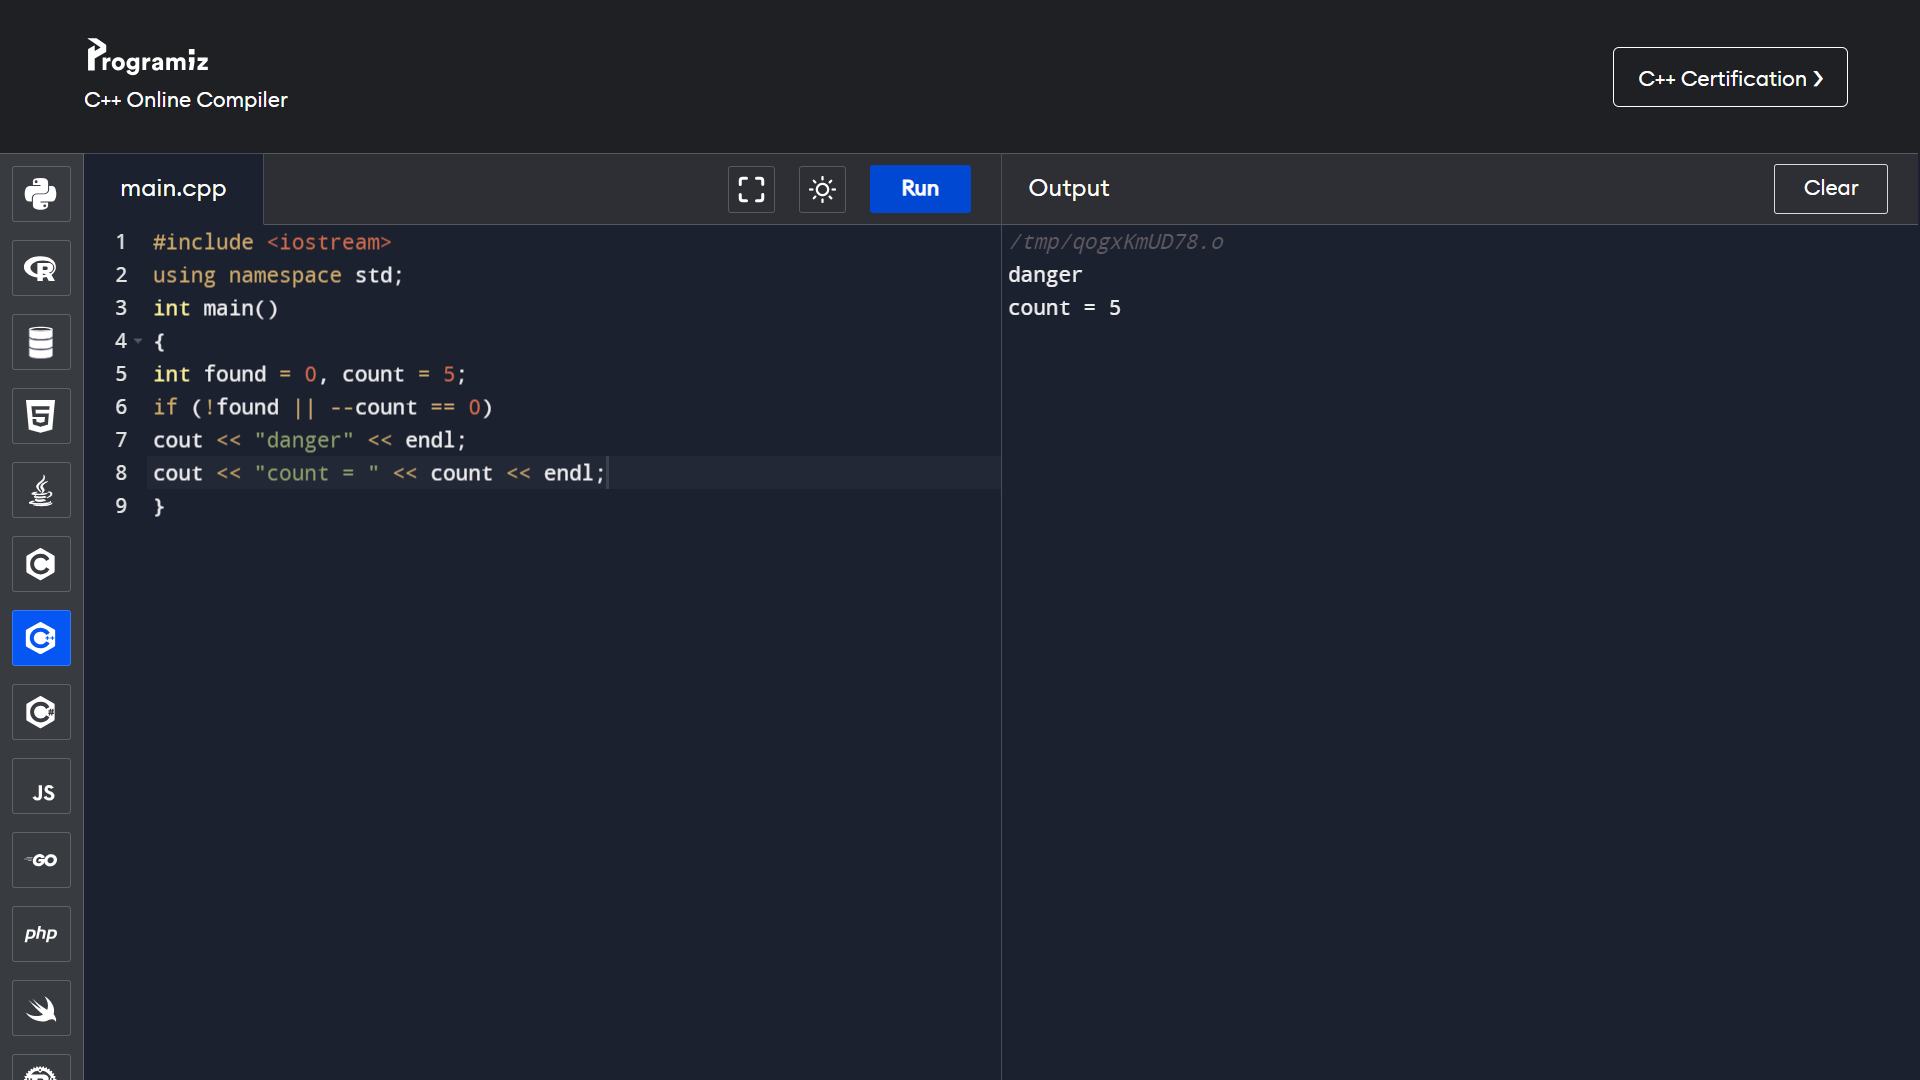 Programiz
C++ Online Compiler
C++ Certification ❯
main.cpp
Run
Output
Clear
1 #include <iostream>
2 using namespace std;
3 int main()
4 {
5 int found = 0, count = 5;
6 if (!found || --count == 0)
7 cout << "danger" << endl;
8 cout << "count = " << count << endl;
9 }
/tmp/qogxKmUD78.o
danger
count = 5
R
5
C
C++
C#
JS
GO
php